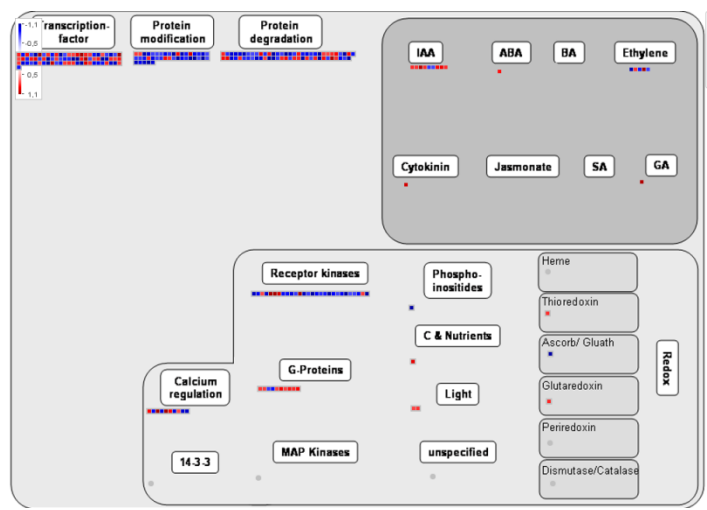 -1,1
-0,5
0,5
1,1
Transcription-
factor
Protein
modification
Protein
degradation
IAA
ABA
BA
Ethylene
Cytokinin
Jasmonate
SA
GA
Receptor kinases
Phospho-
inositides
C & Nutrients
G-Proteins
Light
Calcium
regulation
14-3-3
MAP Kinases
unspecified
Heme
Thioredoxin
Ascorb/ Gluath
Glutaredoxin
Periredoxin
Dismutase/Catalase
Redox